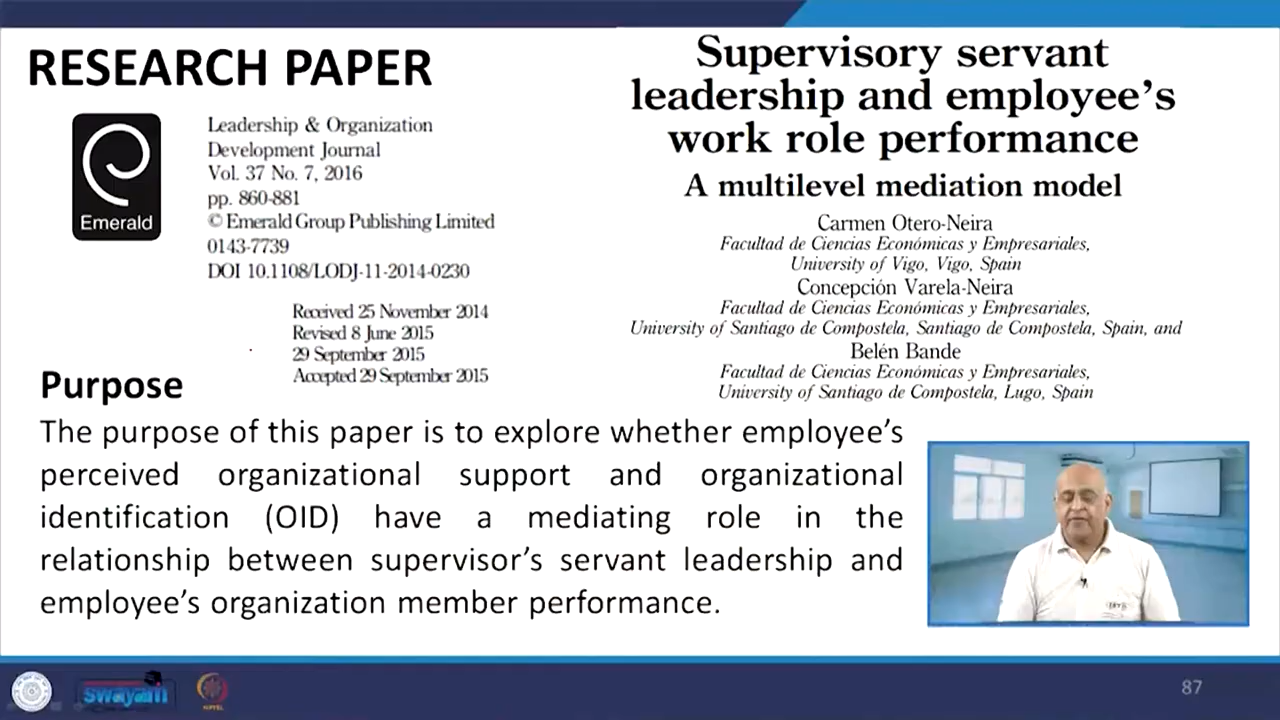 RESEARCH PAPER
Emerald
Leadership & Organization
Development Journal
Vol. 37 No. 7, 2016
pp. 860-881
© Emerald Group Publishing Limited
0143-7739
DOI 10.1108/LODJ-11-2014-0230
Received 25 November 2014
Revised 8 June 2015
29 September 2015
Accepted 29 September 2015
Supervisory servant
leadership and employee’s
work role performance
A multilevel mediation model
Carmen Otero-Neira
Facultad de Ciencias Económicas y Empresariales,
University of Vigo, Vigo, Spain
Concepción Varela-Neira
Facultad de Ciencias Económicas y Empresariales,
University of Santiago de Compostela, Santiago de Compostela, Spain, and
Belén Bande
Facultad de Ciencias Económicas y Empresariales,
University of Santiago de Compostela, Lugo, Spain
Purpose
The purpose of this paper is to explore whether employee’s
perceived organizational support and organizational
identification (OID) have a mediating role in the
relationship between supervisor’s servant leadership and
employee’s organization member performance.
swayam
87